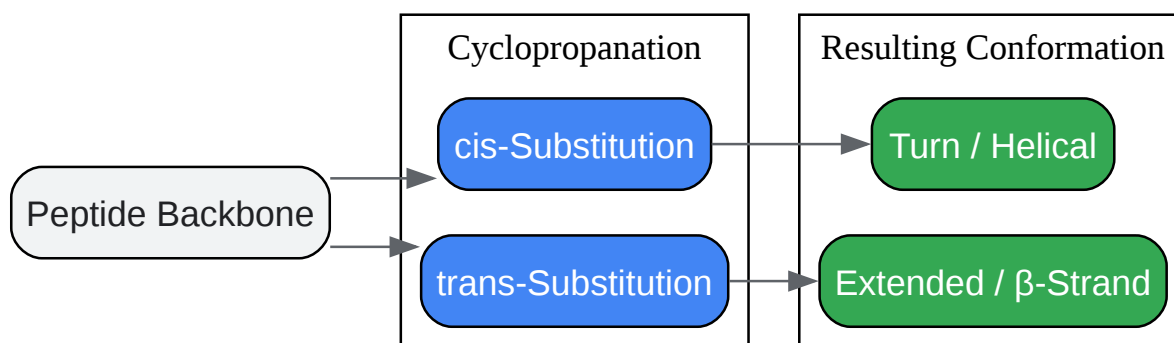 Cyclopropanation
Resulting Conformation
cis-Substitution
Turn / Helical
Peptide Backbone
trans-Substitution
Extended / β-Strand